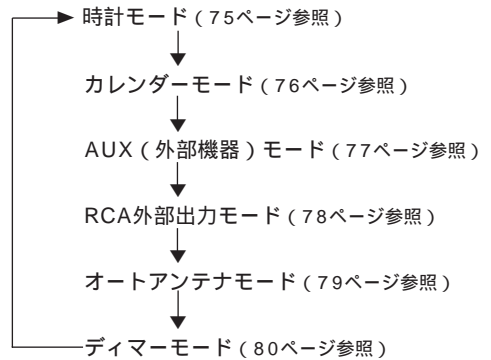 時計モード(75ページ参照)
カレンダーモード(76ページ参照)
AUX(外部機器)モード(77ページ参照)
RCA外部出力モード(78ページ参照)
オートアンテナモード(79ページ参照)
ディマーモード(80ページ参照)